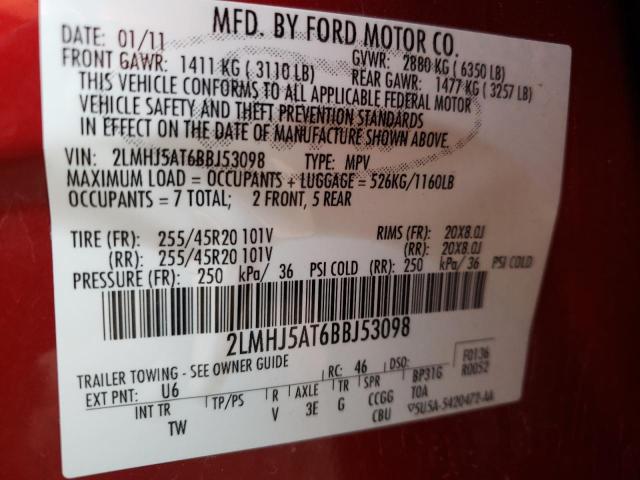 MFD. BY FORD MOTOR CO.
DATE: 01/11 GVWR: 2880 KG (6350 LB)
FRONT GAWR: 1411 KG (3110 LB) REAR GAWR: 1477 KG (3257 LB)
THIS VEHICLE CONFORMS TO ALL APPLICABLE FEDERAL MOTOR
VEHICLE SAFETY AND THEFT PREVENTION STANDARDS
IN EFFECT ON THE DATE OF MANUFACTURE SHOWN ABOVE.
VIN: 2LMHJ5AT6BBJ53098 TYPE: MPV
MAXIMUM LOAD = OCCUPANTS + LUGGAGE = 526KG/1160LB
OCCUPANTS = 7 TOTAL; 2 FRONT, 5 REAR
TIRE (FR): 255/45R20 101V RIMS (FR): 20X8.0J
(RR): 255/45R20 101V (RR): 20X8.0J
PRESSURE (FR): 250 kPa/ 36 PSI COLD (RR): 250 kPa/ 36 PSI COLD
2LMHJ5AT6BBJ53098
TRAILER TOWING - SEE OWNER GUIDE RC: 46 DSO: F0136
EXT PNT: U6 BP31G R0052
INT TR TP/PS R AXLE TR SPR TOA
TW V 3E G CCGG
CBU 5U5A-5420472-AA